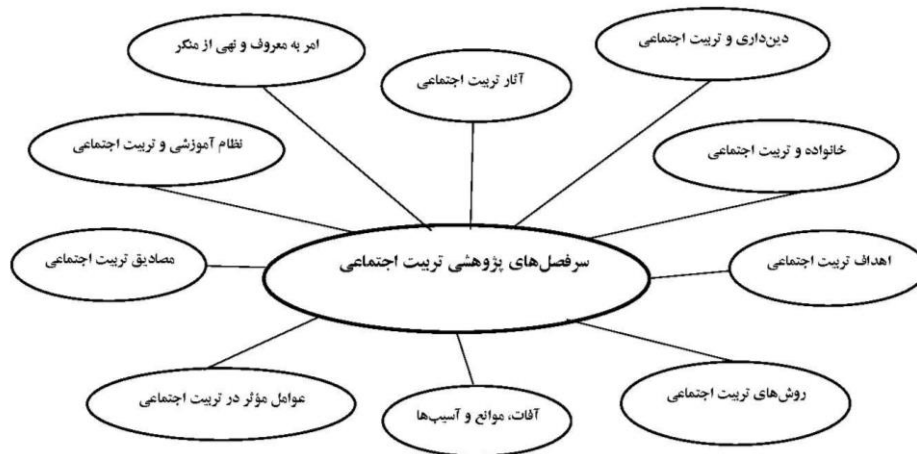 دین‌داری و تربیت اجتماعی
امر به معروف و نهی از منکر
آثار تربیت اجتماعی
خانواده و تربیت اجتماعی
نظام آموزشی و تربیت اجتماعی
سرفصل‌های پژوهشی تربیت اجتماعی
اهداف تربیت اجتماعی
مصادیق تربیت اجتماعی
روش‌های تربیت اجتماعی
آفات، موانع و آسیب‌ها
عوامل مؤثر در تربیت اجتماعی